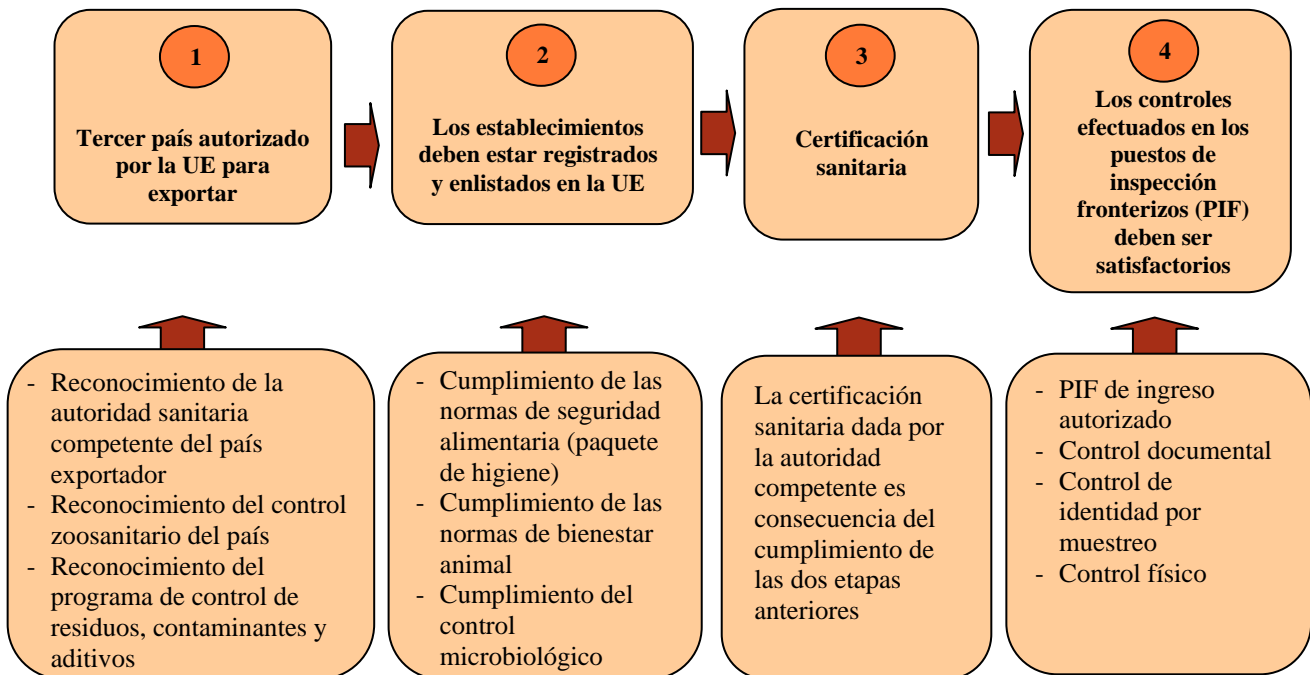 1
Tercer país autorizado
por la UE para
exportar
2
Los establecimientos
deben estar registrados
y enlistados en la UE
3
Certificación
sanitaria
4
Los controles
efectuados en los
puestos de
inspección
fronterizos (PIF)
deben ser
satisfactorios
- Reconocimiento de la
autoridad sanitaria
competente del país
exportador
- Reconocimiento del control
zoosanitario del país
- Reconocimiento del
programa de control de
residuos, contaminantes y
aditivos
- Cumplimiento de las
normas de seguridad
alimentaria (paquete
de higiene)
- Cumplimiento de las
normas de bienestar
animal
- Cumplimiento del
control
microbiológico
La certificación
sanitaria dada por
la autoridad
competente es
consecuencia del
cumplimiento de
las dos etapas
anteriores
- PIF de ingreso
autorizado
- Control documental
- Control de
identidad por
muestreo
- Control físico